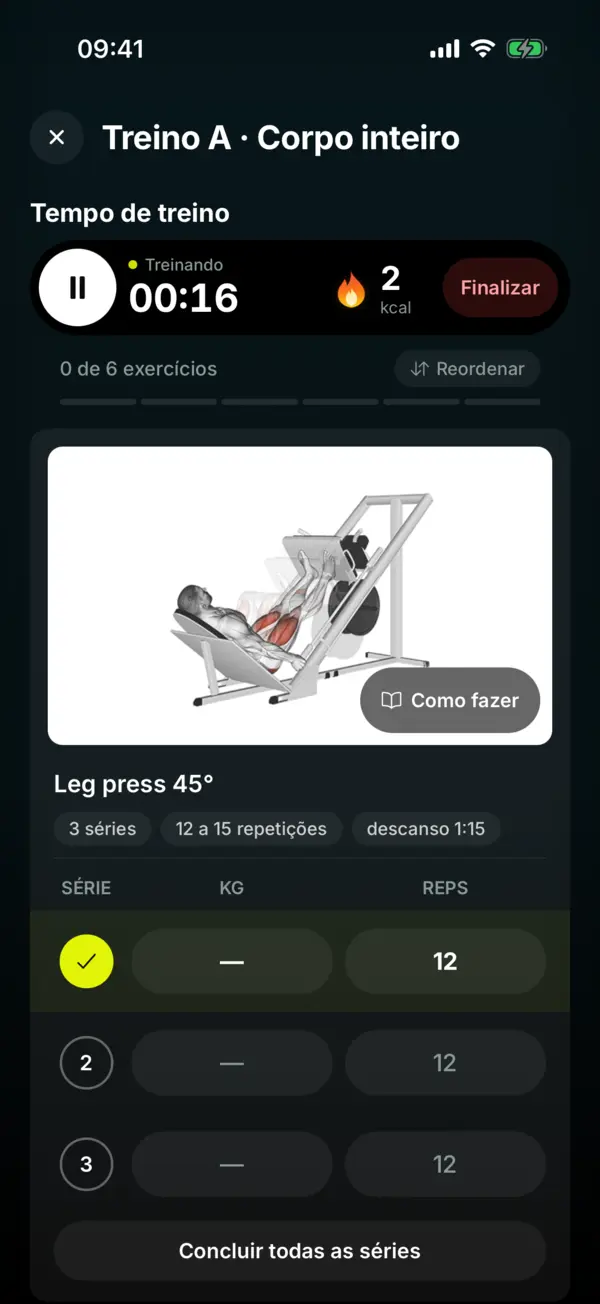 09:41
Treino A · Corpo inteiro
Tempo de treino
Treinando
00:16
2
kcal
Finalizar
0 de 6 exercícios
Reordenar
Como fazer
Leg press 45°
3 séries
12 a 15 repetições
descanso 1:15
SÉRIE KG REPS
— 12
2 — 12
3 — 12
Concluir todas as séries